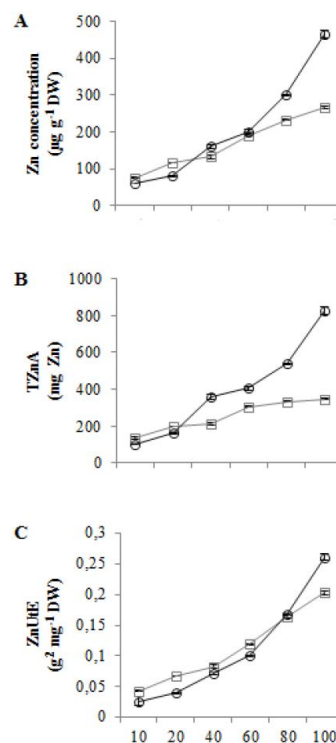 A
Zn concentration
(µg g-1 DW)
500
400
300
200
100
0
B
TZnA
(mg Zn)
1000
800
600
400
200
0
C
ZnUtE
(g2 mg-1 DW)
0,3
0,25
0,2
0,15
0,1
0,05
0
10 20 40 60 80 100